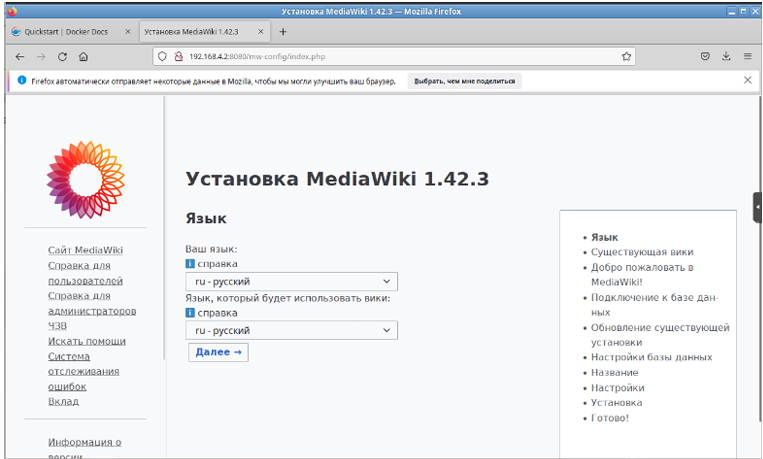 Установка MediaWiki 1.42.3 — Mozilla Firefox
Quickstart | Docker Docs
Установка MediaWiki 1.42.3
192.168.4.2:8080/mw-config/index.php
Firefox автоматически отправляет некоторые данные в Mozilla, чтобы мы могли улучшить ваш браузер.
Выбрать, чем мне поделиться
Сайт MediaWiki
Справка для
пользователей
Справка для
администраторов
ЧЗВ
Искать помощи
Система
отслеживания
ошибок
Вклад
Информация о
версии
Установка MediaWiki 1.42.3
Язык
Ваш язык:
справка
ru - русский
Язык, который будет использовать вики:
справка
ru - русский
Далее →
Язык
Существующая вики
Добро пожаловать в
MediaWiki!
Подключение к базе дан-
ных
Обновление существующей
установки
Настройки базы данных
Название
Настройки
Установка
Готово!